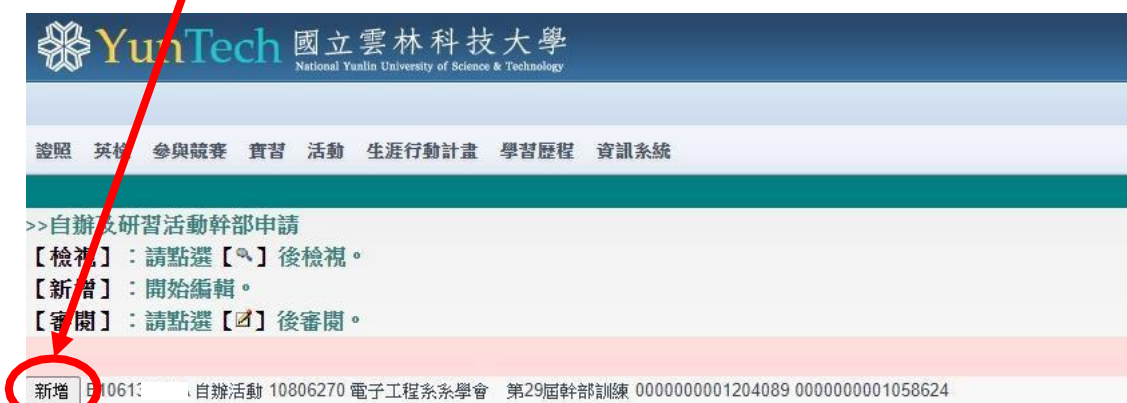 YunTech 國立雲林科技大學
National Yunlin University of Science & Technology
證照 英檢 參與競賽 實習 活動 生涯行動計畫 學習歷程 資訊系統
>>自辦及研習活動幹部申請
【檢視】：請點選【】後檢視。
【新增】：開始編輯。
【審閱】：請點選【】後審閱。
新增 自辦活動 10806270 電子工程系系學會 第29屆幹部訓練 0000000001204089 0000000001058624